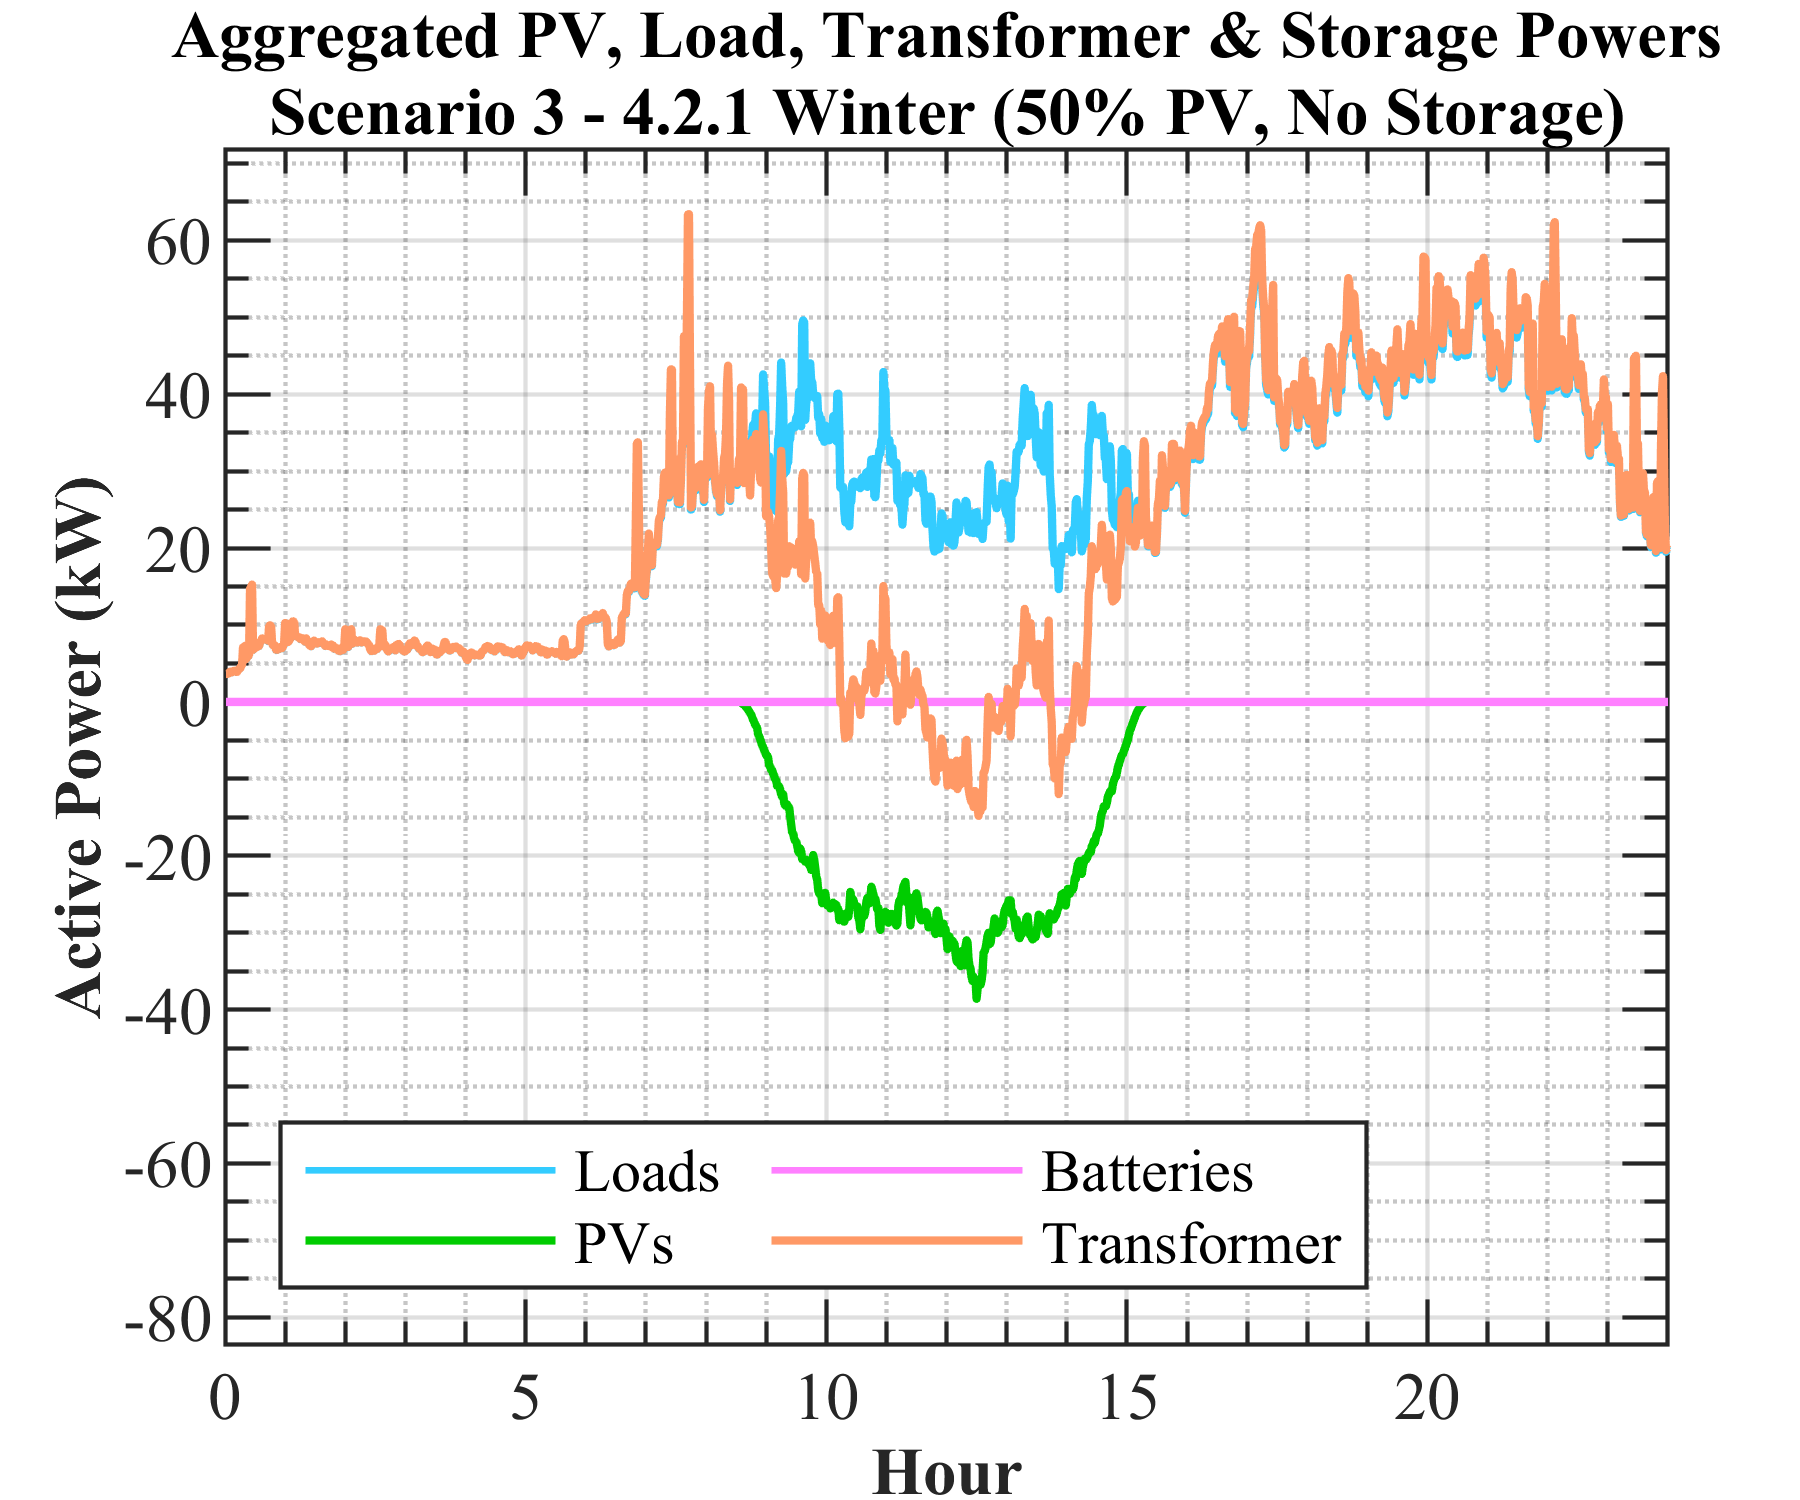 Aggregated PV, Load, Transformer & Storage Powers
Scenario 3 - 4.2.1 Winter (50% PV, No Storage)
Active Power (kW)
60
40
20
0
-20
-40
-60
-80
Loads
Batteries
PVs
Transformer
0 5 10 15 20
Hour